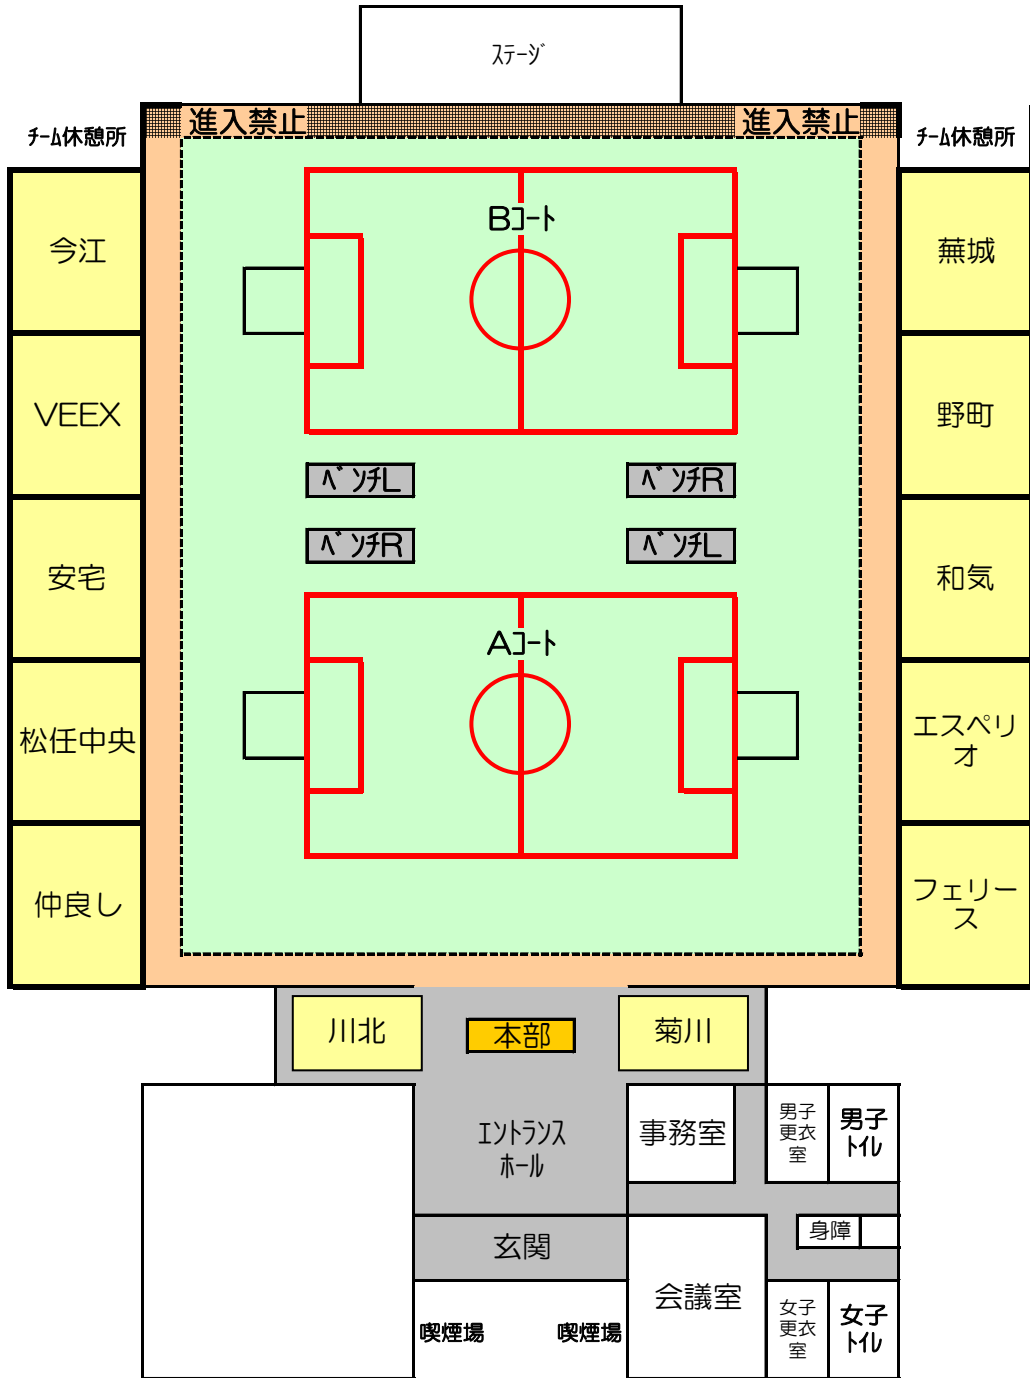 ｽﾃｰｼﾞ
進入禁止
進入禁止
ﾁｰﾑ休憩所
ﾁｰﾑ休憩所
今江
Bｺｰﾄ
蕪城
VEEX
野町
ﾍﾞﾝﾁL
ﾍﾞﾝﾁR
ﾍﾞﾝﾁR
ﾍﾞﾝﾁL
安宅
和気
Aｺｰﾄ
松任中央
エスペリ
オ
仲良し
フェリー
ス
川北
本部
菊川
ｴﾝﾄﾗﾝｽ
ﾎｰﾙ
事務室
男子
更衣
室
男子
ﾄｲﾚ
玄関
身障
会議室
女子
更衣
室
女子
ﾄｲﾚ
喫煙場
喫煙場